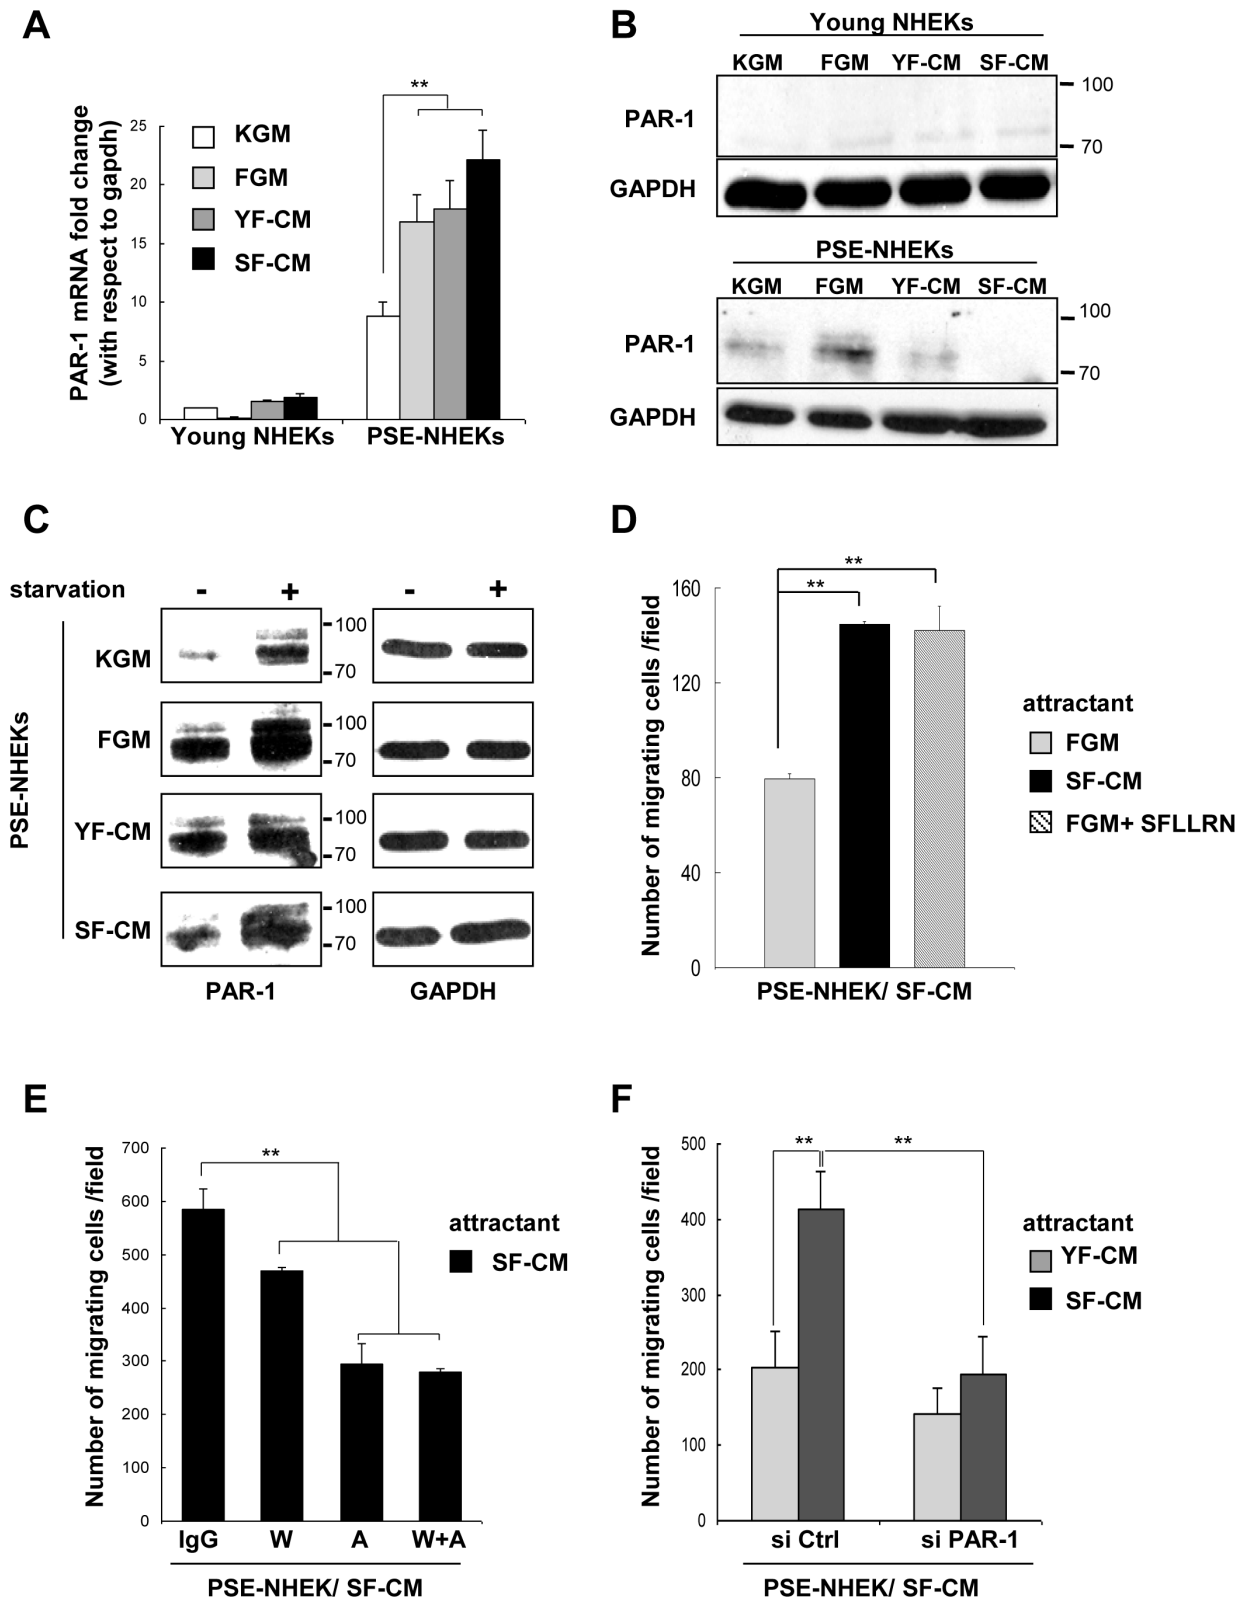 A
PAR-1 mRNA fold change
(with respect to gapdh)
25
20
15
10
5
0
KGM
FGM
YF-CM
SF-CM
**
Young NHEKs
PSE-NHEKs
B
Young NHEKs
KGM FGM YF-CM SF-CM
PAR-1
100
70
GAPDH
PSE-NHEKs
KGM FGM YF-CM SF-CM
PAR-1
100
70
GAPDH
C
starvation - + - +
PSE-NHEKs
KGM
100
70
FGM
100
70
YF-CM
100
70
SF-CM
100
70
PAR-1
GAPDH
D
Number of migrating cells /field
160
120
80
40
0
**
**
attractant
FGM
SF-CM
FGM+ SFLLRN
PSE-NHEK/ SF-CM
E
Number of migrating cells /field
700
600
500
400
300
200
100
0
**
attractant
SF-CM
IgG W A W+A
PSE-NHEK/ SF-CM
F
Number of migrating cells /field
500
400
300
200
100
0
** **
attractant
YF-CM
SF-CM
si Ctrl si PAR-1
PSE-NHEK/ SF-CM